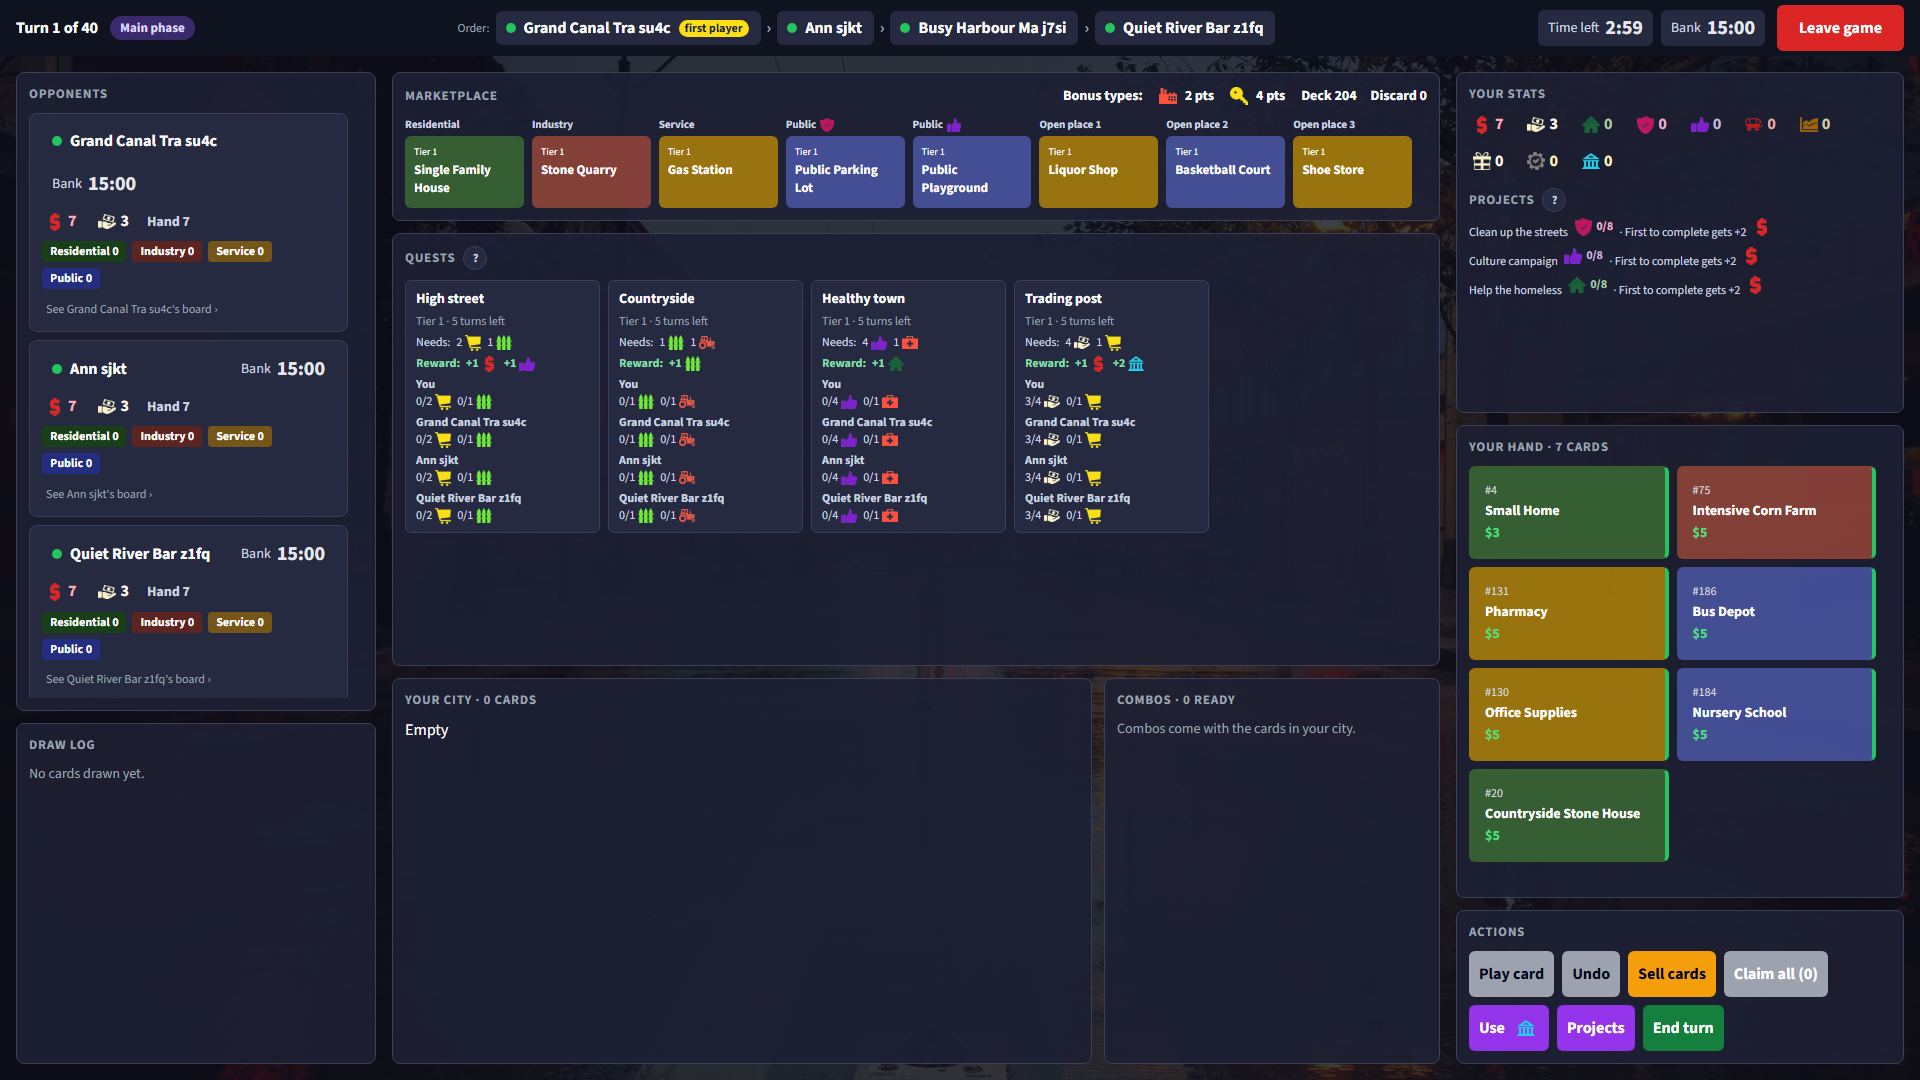 Turn 1 of 40 Main phase Order: Grand Canal Tra su4c first player › Ann sjkt › Busy Harbour Ma j7si › Quiet River Bar z1fq Time left 2:59 Bank 15:00 Leave game
OPPONENTS
Grand Canal Tra su4c
Bank 15:00
7 3 Hand 7
Residential 0 Industry 0 Service 0
Public 0
See Grand Canal Tra su4c's board ›
Ann sjkt Bank 15:00
7 3 Hand 7
Residential 0 Industry 0 Service 0
Public 0
See Ann sjkt's board ›
Quiet River Bar z1fq Bank 15:00
7 3 Hand 7
Residential 0 Industry 0 Service 0
Public 0
See Quiet River Bar z1fq's board ›
DRAW LOG
No cards drawn yet.
MARKETPLACE Bonus types: 2 pts 4 pts Deck 204 Discard 0
Residential Industry Service Public Public Open place 1 Open place 2 Open place 3
Tier 1 Tier 1 Tier 1 Tier 1 Tier 1 Tier 1 Tier 1 Tier 1
Single Family Stone Quarry Gas Station Public Parking Public Liquor Shop Basketball Court Shoe Store
House Lot Playground
QUESTS ?
High street
Tier 1 · 5 turns left
Needs: 2 1
Reward: +1 +1
You
0/2 0/1
Grand Canal Tra su4c
0/2 0/1
Ann sjkt
0/2 0/1
Quiet River Bar z1fq
0/2 0/1
Countryside
Tier 1 · 5 turns left
Needs: 1 1
Reward: +1
You
0/1 0/1
Grand Canal Tra su4c
0/1 0/1
Ann sjkt
0/1 0/1
Quiet River Bar z1fq
0/1 0/1
Healthy town
Tier 1 · 5 turns left
Needs: 4 1
Reward: +1
You
0/4 0/1
Grand Canal Tra su4c
0/4 0/1
Ann sjkt
0/4 0/1
Quiet River Bar z1fq
0/4 0/1
Trading post
Tier 1 · 5 turns left
Needs: 4 1
Reward: +1 +2
You
3/4 0/1
Grand Canal Tra su4c
3/4 0/1
Ann sjkt
3/4 0/1
Quiet River Bar z1fq
3/4 0/1
YOUR CITY · 0 CARDS
Empty
COMBOS · 0 READY
Combos come with the cards in your city.
YOUR STATS
7 3 0 0 0 0 0
0 0 0
PROJECTS ?
Clean up the streets 0/8 · First to complete gets +2
Culture campaign 0/8 · First to complete gets +2
Help the homeless 0/8 · First to complete gets +2
YOUR HAND · 7 CARDS
#4
Small Home
$3
#75
Intensive Corn Farm
$5
#131
Pharmacy
$5
#186
Bus Depot
$5
#130
Office Supplies
$5
#184
Nursery School
$5
#20
Countryside Stone House
$5
ACTIONS
Play card Undo Sell cards Claim all (0)
Use Projects End turn